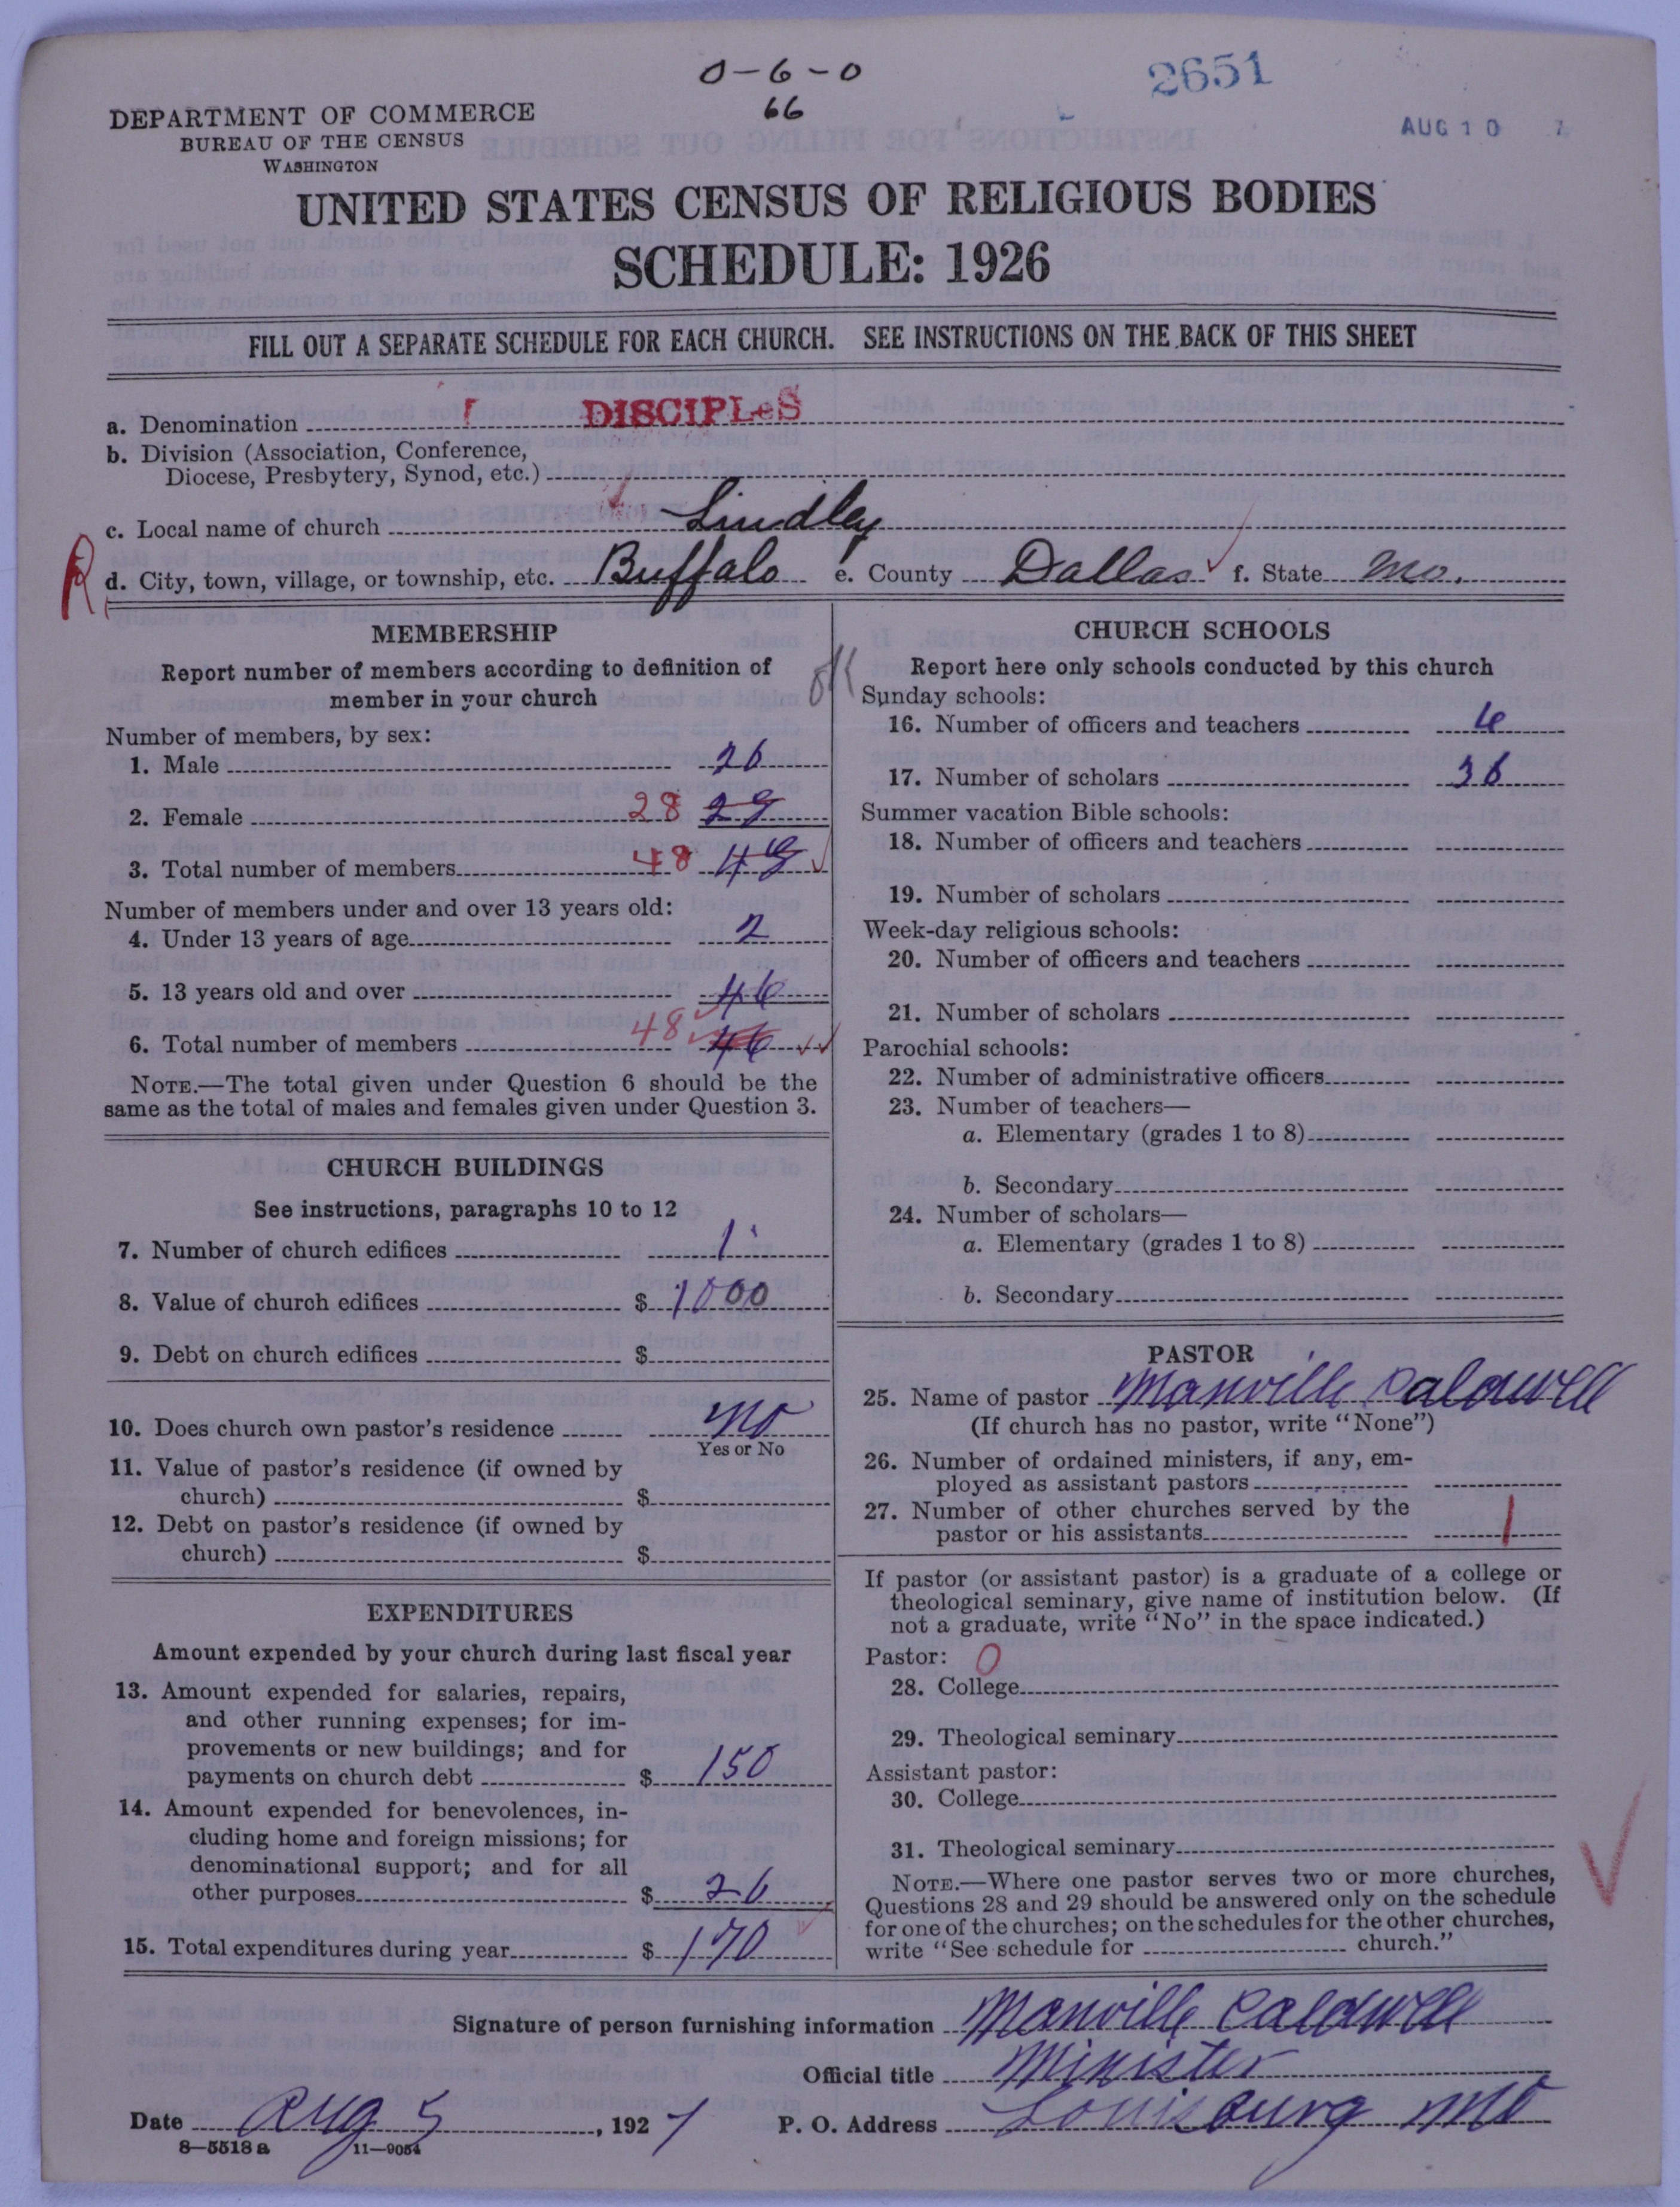 0-6-0
66
2651
AUG 10 7
DEPARTMENT OF COMMERCE
BUREAU OF THE CENSUS
WASHINGTON
UNITED STATES CENSUS OF RELIGIOUS BODIES
SCHEDULE: 1926
FILL OUT A SEPARATE SCHEDULE FOR EACH CHURCH. SEE INSTRUCTIONS ON THE BACK OF THIS SHEET
a. Denomination DISCIPLeS
b. Division (Association, Conference,
Diocese, Presbytery, Synod, etc.)
c. Local name of church Lindley
R d. City, town, village, or township, etc. Buffalo e. County Dallas f. State Mo.
MEMBERSHIP
Report number of members according to definition of
member in your church
Number of members, by sex:
1. Male
2. Female 28
3. Total number of members 48
Number of members under and over 13 years old:
4. Under 13 years of age 2
5. 13 years old and over 46
6. Total number of members 48 46
NOTE.—The total given under Question 6 should be the
same as the total of males and females given under Question 3.
CHURCH BUILDINGS
See instructions, paragraphs 10 to 12
7. Number of church edifices 1
8. Value of church edifices $ 1000
9. Debt on church edifices $
10. Does church own pastor's residence no
Yes or No
11. Value of pastor's residence (if owned by
church) $
12. Debt on pastor's residence (if owned by
church) $
EXPENDITURES
Amount expended by your church during last fiscal year
13. Amount expended for salaries, repairs,
and other running expenses; for im-
provements or new buildings; and for
payments on church debt $ 150
14. Amount expended for benevolences, in-
cluding home and foreign missions; for
denominational support; and for all
other purposes $
15. Total expenditures during year $ 170
OK
CHURCH SCHOOLS
Report here only schools conducted by this church
Sunday schools:
16. Number of officers and teachers 6
17. Number of scholars
Summer vacation Bible schools:
18. Number of officers and teachers
19. Number of scholars
Week-day religious schools:
20. Number of officers and teachers
21. Number of scholars
Parochial schools:
22. Number of administrative officers
23. Number of teachers—
a. Elementary (grades 1 to 8)
b. Secondary
24. Number of scholars—
a. Elementary (grades 1 to 8)
b. Secondary
PASTOR
25. Name of pastor Manville Caldwell
(If church has no pastor, write "None")
26. Number of ordained ministers, if any, em-
ployed as assistant pastors
27. Number of other churches served by the
pastor or his assistants 1
If pastor (or assistant pastor) is a graduate of a college or
theological seminary, give name of institution below. (If
not a graduate, write "No" in the space indicated.)
Pastor: 0
28. College
29. Theological seminary
Assistant pastor:
30. College
31. Theological seminary
NOTE.—Where one pastor serves two or more churches,
Questions 28 and 29 should be answered only on the schedule
for one of the churches; on the schedules for the other churches,
write "See schedule for church."
Signature of person furnishing information Manville Caldwell
Official title Minister
Date Aug 5, 1927 P. O. Address Louisburg Mo
8—5518 a 11—9054